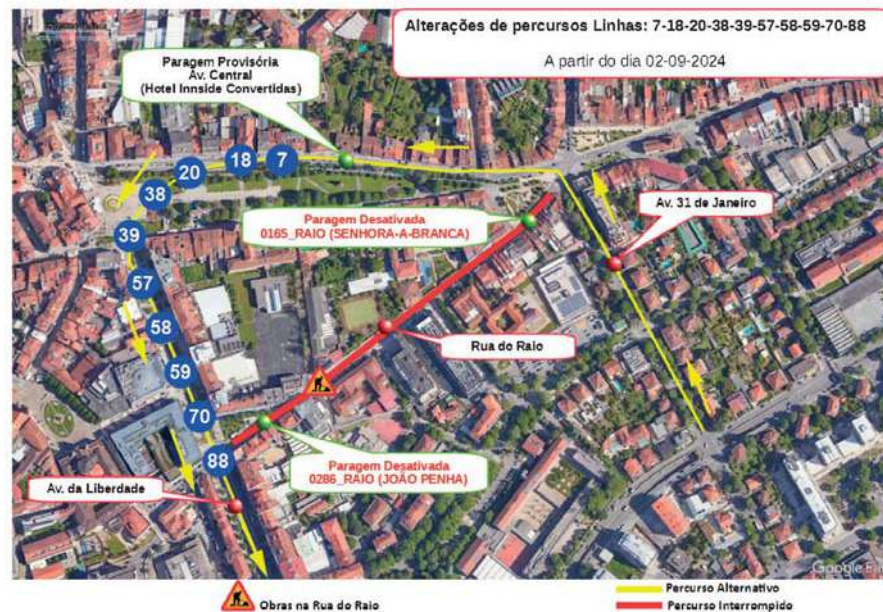 Alterações de percursos Linhas: 7-18-20-38-39-57-58-59-70-88
A partir do dia 02-09-2024
Paragem Provisória
Av. Central
(Hotel Innside Convertidas)
7
18
20
38
39
57
58
59
70
88
Paragem Desativada
0165_RAIO (SENHORA-A-BRANCA)
Av. 31 de Janeiro
Rua do Raio
Paragem Desativada
0286_RAIO (JOÃO PENHA)
Av. da Liberdade
Google
Obras na Rua do Raio
Percurso Alternativo
Percurso Interrompido